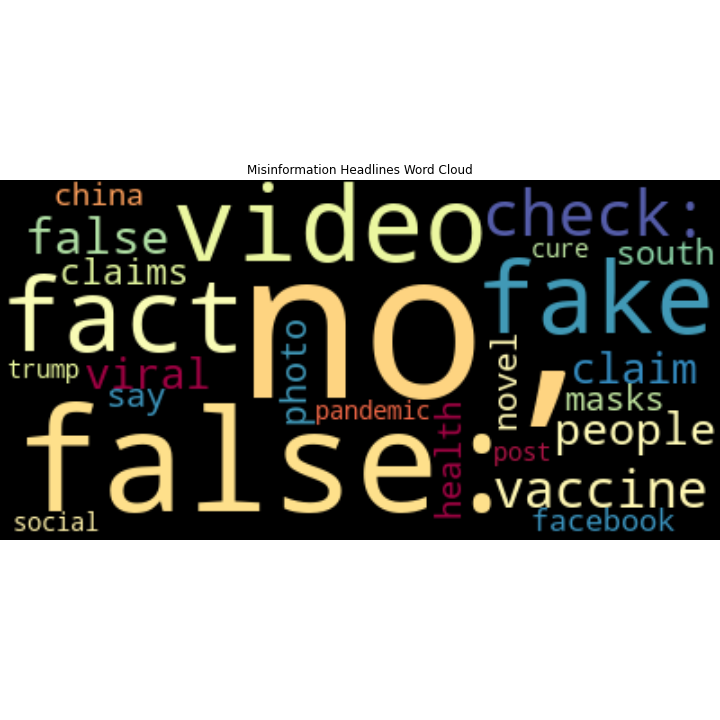 Misinformation Headlines Word Cloud
china
video
check:
false
cure
south
claims
fact
no,
fake
photo
novel
trump
viral
claim
say
masks
pandemic
people
false:
health
post
vaccine
social
facebook